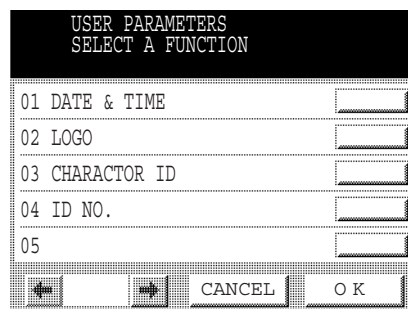 USER PARAMETERS
SELECT A FUNCTION
01 DATE & TIME
02 LOGO
03 CHARACTOR ID
04 ID NO.
05
CANCEL
O K